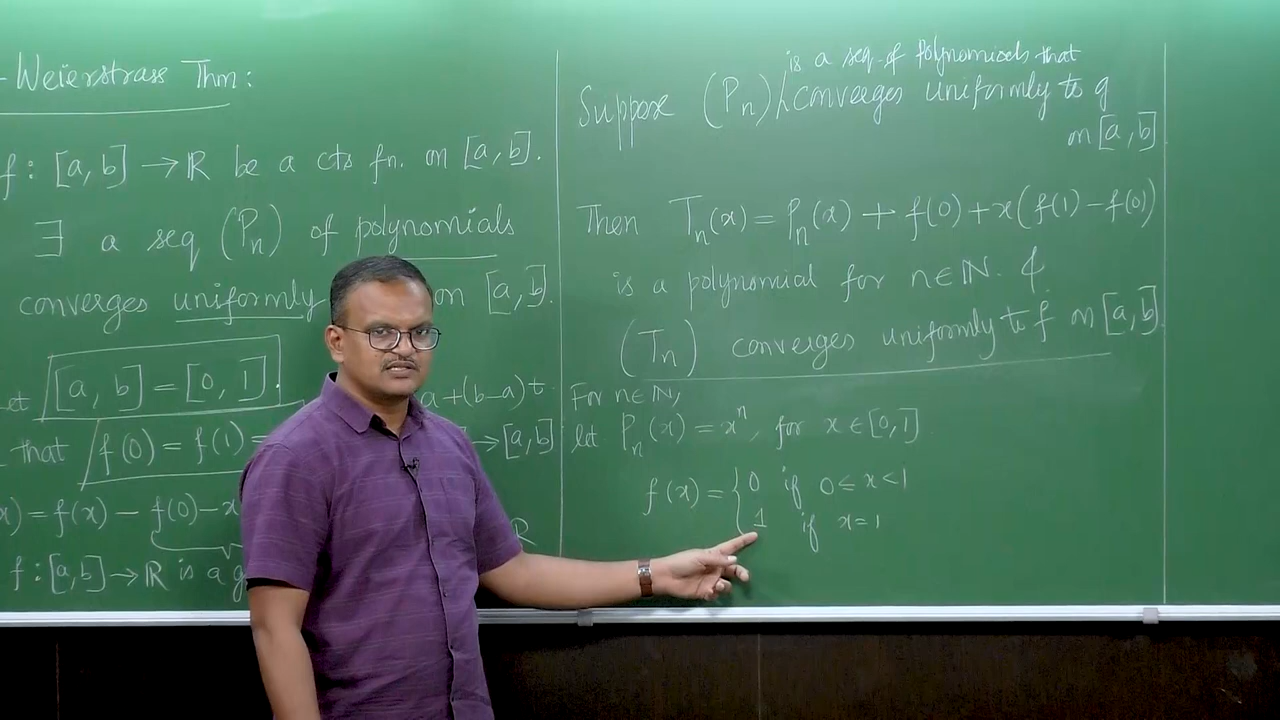 - Weierstrass Thm:
f: [a, b] → ℝ be a cts fn. on [a, b].
∃ a seq (Pn) of polynomials
converges uniformly on [a, b].
et [a, b] = [0, 1].
a + (b-a)t
that f(0) = f(1) =
→ [a, b]
x) = f(x) - f(0) - x
R
f: [a,b] → ℝ is a g
is a seq. of polynomials that
Suppose (Pn) converges uniformly to g
on [a, b]
Then Tn(x) = Pn(x) + f(0) + x(f(1) - f(0))
is a polynomial for n ∈ ℕ. &
(Tn) converges uniformly to f on [a, b].
For n ∈ ℕ,
let Pn(x) = xⁿ, for x ∈ [0, 1]
f(x) = { 0 if 0 ≤ x < 1
1 if x = 1